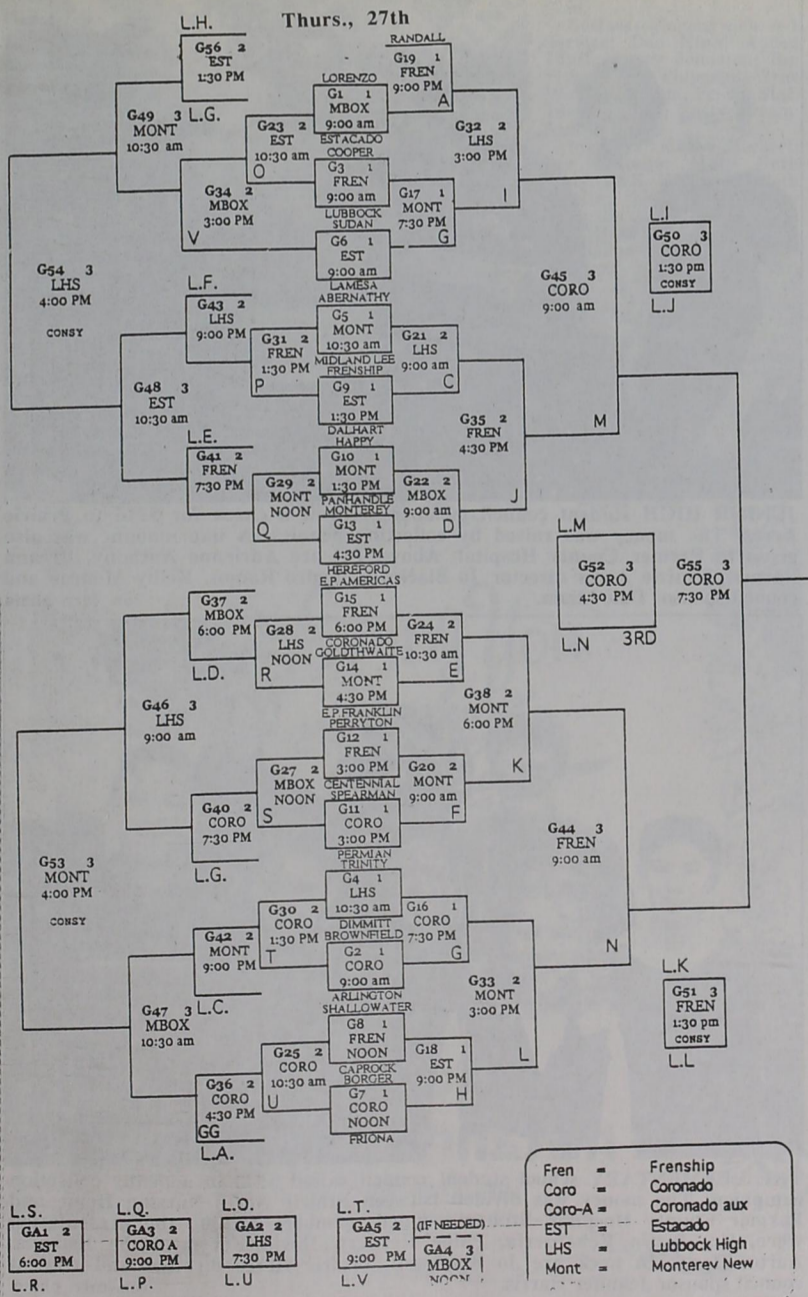 Thurs., 27th
L.H.
G56 2
EST
1:30 PM
L.G.
G49 3
MONT
10:30 am
G23 2
EST
10:30 am
O
G34 2
MBOX
3:00 PM
V
G54 3
LHS
4:00 PM
CONSY
L.F.
G43 2
LHS
9:00 PM
G31 2
FREN
1:30 PM
P
G48 3
EST
10:30 am
L.E.
G41 2
FREN
7:30 PM
G29 2
MONT
NOON
Q
RANDALL
G19 1
FREN
9:00 PM
A
LORENZO
G1 1
MBOX
9:00 am
ESTACADO
COOPER
G3 1
FREN
9:00 am
LUBBOCK
SUDAN
G6 1
EST
9:00 am
LAMESA
ABERNATHY
G5 1
MONT
10:30 am
MIDLAND LEE
FRENSHIP
G9 1
EST
1:30 PM
DALHART
HAPPY
G10 1
MONT
1:30 PM
PANHANDLE
MONTEREY
G13 1
EST
4:30 PM
HEREFORD
G32 2
LHS
3:00 PM
I
G17 1
MONT
7:30 PM
G
G21 2
LHS
9:00 am
C
G35 2
FREN
4:30 PM
J
G22 2
MBOX
9:00 am
D
G45 3
CORO
9:00 am
M
L.I
G50 3
CORO
1:30 pm
CONSY
L.J
L.M
G52 3
CORO
4:30 PM
L.N 3RD
G55 3
CORO
7:30 PM
G37 2
MBOX
6:00 PM
L.D.
G28 2
LHS
NOON
R
G46 3
LHS
9:00 am
G27 2
MBOX
NOON
S
G40 2
CORO
7:30 PM
L.G.
G53 3
MONT
4:00 PM
CONSY
G30 2
CORO
1:30 PM
T
G42 2
MONT
9:00 PM
L.C.
G47 3
MBOX
10:30 am
G25 2
CORO
10:30 am
U
G36 2
CORO
4:30 PM
GG
L.A.
E.P. AMERICAS
G15 1
FREN
6:00 PM
CORONADO
GOLDTHWAITE
G14 1
MONT
4:30 PM
E.P. FRANKLIN
PERRYTON
G12 1
FREN
3:00 PM
CENTENNIAL
SPEARMAN
G11 1
CORO
3:00 PM
PERMIAN
TRINITY
G4 1
LHS
10:30 am
DIMMITT
BROWNFIELD
G2 1
CORO
9:00 am
ARLINGTON
SHALLOWATER
G8 1
FREN
NOON
CAPROCK
BORGER
G7 1
CORO
NOON
FRIONA
G24 2
FREN
10:30 am
E
G38 2
MONT
6:00 PM
K
G20 2
MONT
9:00 am
F
G44 3
FREN
9:00 am
N
G16 1
CORO
7:30 PM
G
G33 2
MONT
3:00 PM
L
G18 1
EST
9:00 PM
H
L.K
G51 3
FREN
1:30 pm
CONSY
L.L
L.S.
GA1 2
EST
6:00 PM
L.R.
L.Q.
GA3 2
CORO A
9:00 PM
L.P.
L.O.
GA2 2
LHS
7:30 PM
L.U
L.T.
GA5 2
EST
9:00 PM
L.V
(IF NEEDED)
GA4 3
MBOX
NOON
Fren = Frenship
Coro = Coronado
Coro-A = Coronado aux
EST = Estacado
LHS = Lubbock High
Mont = Monterey New